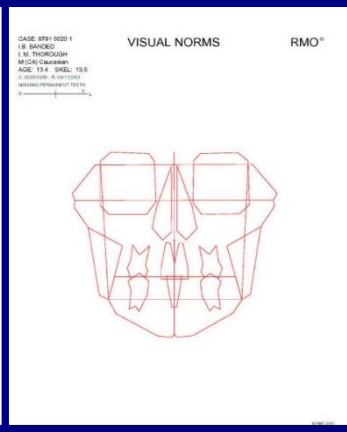 CASE: 9791 0020 1
I.B. BANDED
I. M. THOROUGH
M (CA) Caucasian
AGE: 13.4 SKEL: 13.5
MISSING PERMANENT TEETH
R L
VISUAL NORMS
RMO®